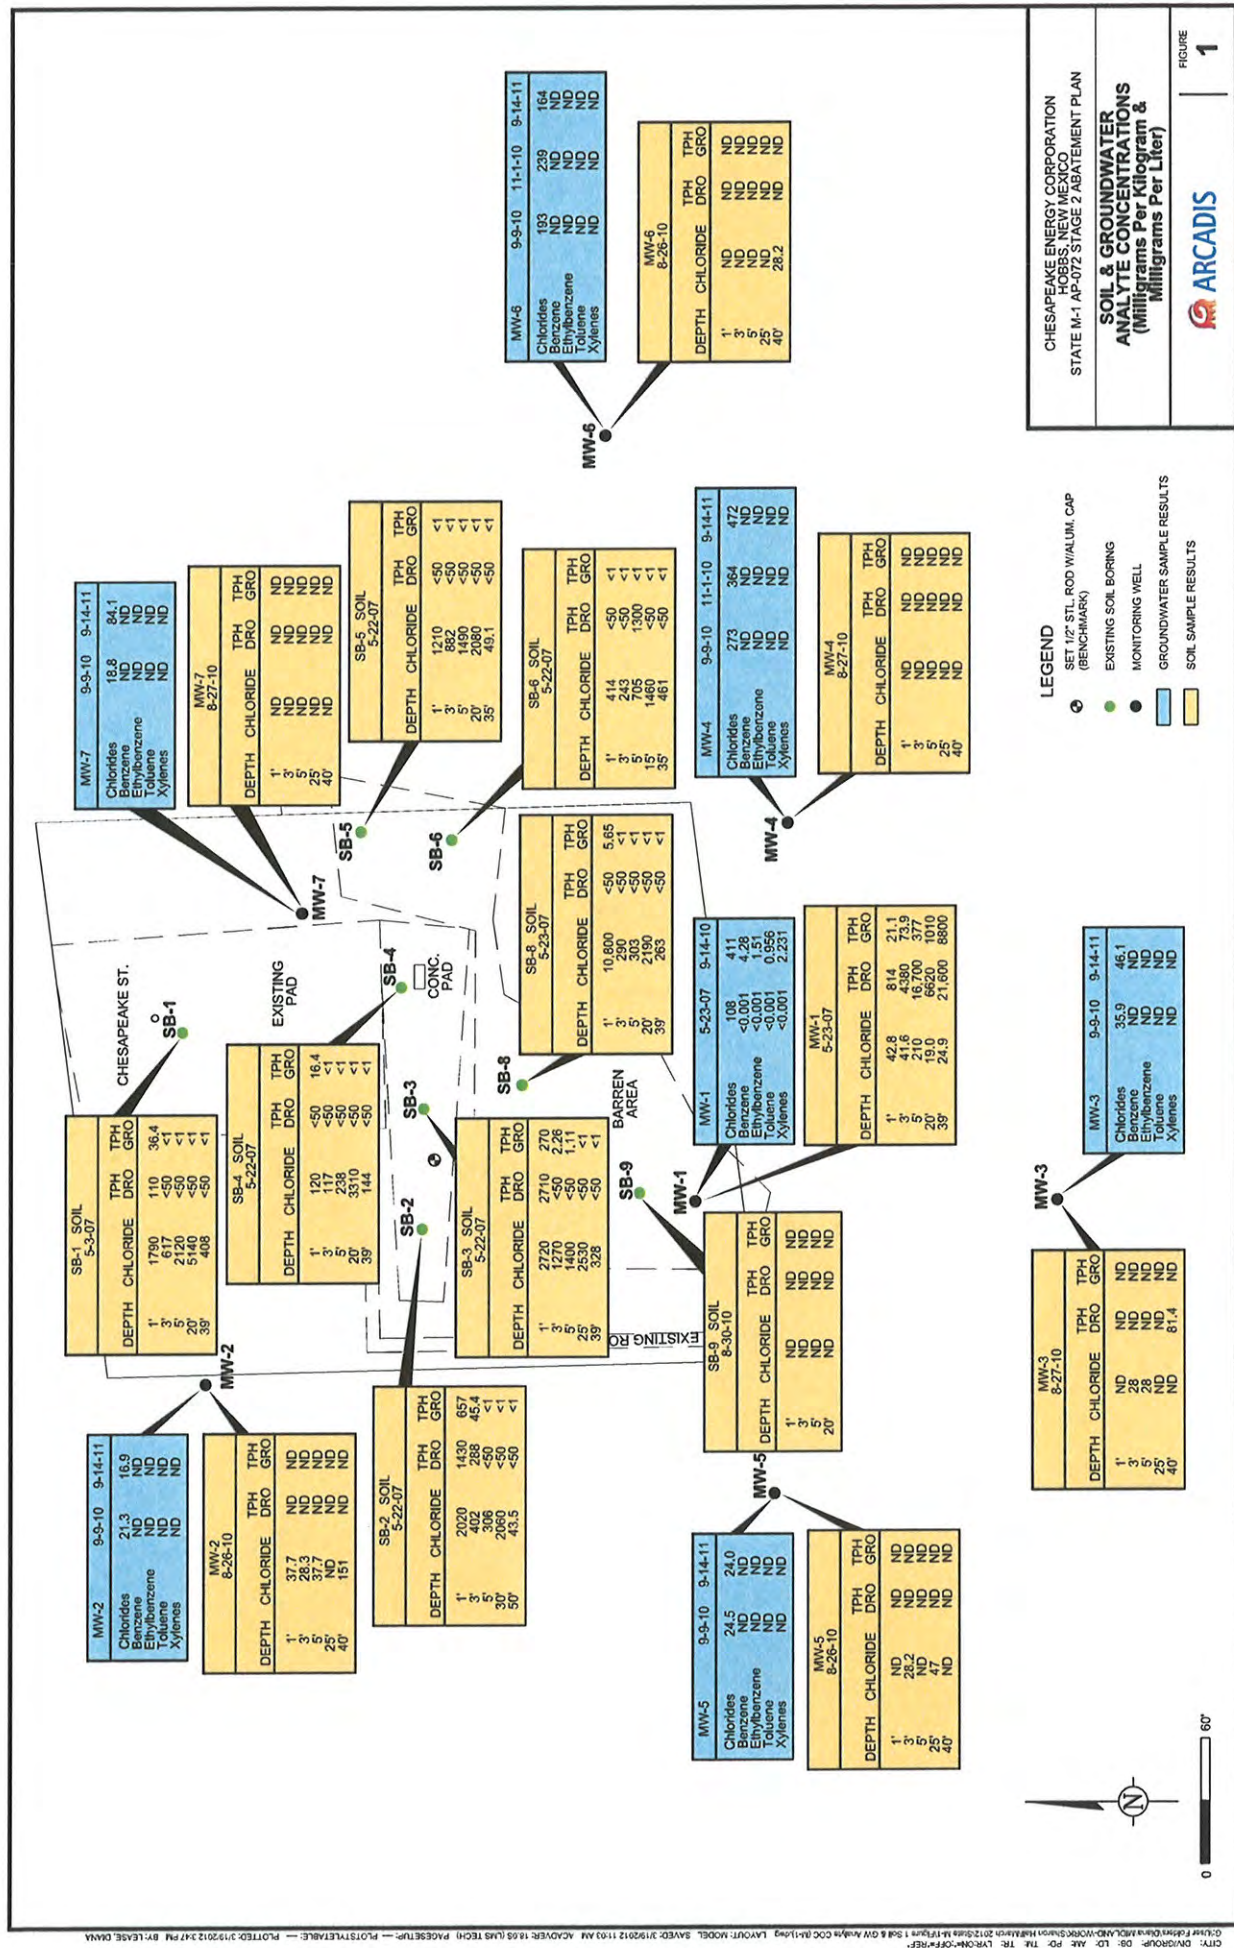 MW-2 9-9-10 9-14-11
Chlorides 21.3 16.9
Benzene ND ND
Ethylbenzene ND ND
Toluene ND ND
Xylenes ND ND
MW-2
8-26-10
DEPTH CHLORIDE TPH DRO TPH GRO
1' 37.7 ND ND
3' 28.3 ND ND
5' 37.7 ND ND
25' ND ND ND
40' 151 ND ND
MW-2
SB-1 SOIL
5-3-07
DEPTH CHLORIDE TPH DRO TPH GRO
1' 1790 110 36.4
3' 617 <50 <1
5' 2120 <50 <1
20' 5140 <50 <1
39' 408 <50 <1
CHESAPEAKE ST.
SB-1
EXISTING
PAD
SB-4 SOIL
5-22-07
DEPTH CHLORIDE TPH DRO TPH GRO
1' 120 <50 16.4
3' 117 <50 <1
5' 238 <50 <1
20' 3310 <50 <1
39' 144 <50 <1
SB-4
CONC.
PAD
MW-7 9-9-10 9-14-11
Chlorides 18.8 84.1
Benzene ND ND
Ethylbenzene ND ND
Toluene ND ND
Xylenes ND ND
MW-7
8-27-10
DEPTH CHLORIDE TPH DRO TPH GRO
1' ND ND ND
3' ND ND ND
5' ND ND ND
25' ND ND ND
40' ND ND ND
MW-7
SB-5 SOIL
5-22-07
DEPTH CHLORIDE TPH DRO TPH GRO
1' 1210 <50 <1
3' 882 <50 <1
5' 1490 <50 <1
20' 2080 <50 <1
35' 49.1 <50 <1
SB-5
SB-6
SB-6 SOIL
5-22-07
DEPTH CHLORIDE TPH DRO TPH GRO
1' 414 <50 <1
3' 243 <50 <1
5' 705 1300 <1
15' 1460 <50 <1
35' 461 <50 <1
MW-6 9-9-10 11-1-10 9-14-11
Chlorides 193 239 164
Benzene ND ND ND
Ethylbenzene ND ND ND
Toluene ND ND ND
Xylenes ND ND ND
MW-6
MW-6
8-26-10
DEPTH CHLORIDE TPH DRO TPH GRO
1' ND ND ND
3' ND ND ND
5' ND ND ND
25' ND ND ND
40' 28.2 ND ND
SB-2 SOIL
5-22-07
DEPTH CHLORIDE TPH DRO TPH GRO
1' 2020 1430 657
3' 402 288 45.4
5' 306 <50 <1
30' 2060 <50 <1
50' 43.5 <50 <1
SB-2
SB-3
SB-3 SOIL
5-22-07
DEPTH CHLORIDE TPH DRO TPH GRO
1' 2720 2710 270
3' 1270 <50 2.26
5' 1400 <50 1.11
25' 2530 <50 <1
39' 328 <50 <1
SB-8
SB-8 SOIL
5-23-07
DEPTH CHLORIDE TPH DRO TPH GRO
1' 10,800 <50 5.65
3' 290 <50 <1
5' 303 <50 <1
20' 2190 <50 <1
39' 263 <50 <1
BARREN
AREA
EXISTING RO
SB-9
SB-9 SOIL
8-30-10
DEPTH CHLORIDE TPH DRO TPH GRO
1' ND ND ND
3' ND ND ND
5' ND ND ND
20' ND ND ND
MW-1
MW-1 5-23-07 9-14-10
Chlorides 108 411
Benzene <0.001 4.28
Ethylbenzene <0.001 1.51
Toluene <0.001 0.956
Xylenes <0.001 2.231
MW-1
5-23-07
DEPTH CHLORIDE TPH DRO TPH GRO
1' 42.8 814 21.1
3' 41.6 4380 73.9
5' 210 16,700 377
20' 19.0 6620 1010
39' 24.9 21,600 8800
MW-4 9-9-10 11-1-10 9-14-11
Chlorides 273 364 472
Benzene ND ND ND
Ethylbenzene ND ND ND
Toluene ND ND ND
Xylenes ND ND ND
MW-4
MW-4
8-27-10
DEPTH CHLORIDE TPH DRO TPH GRO
1' ND ND ND
3' ND ND ND
5' ND ND ND
25' ND ND ND
40' ND ND ND
MW-5 9-9-10 9-14-11
Chlorides 24.5 24.0
Benzene ND ND
Ethylbenzene ND ND
Toluene ND ND
Xylenes ND ND
MW-5
MW-5
8-26-10
DEPTH CHLORIDE TPH DRO TPH GRO
1' ND ND ND
3' 28.2 ND ND
5' ND ND ND
25' 47 ND ND
40' ND ND ND
MW-3
8-27-10
DEPTH CHLORIDE TPH DRO TPH GRO
1' ND ND ND
3' 28 ND ND
5' 28 ND ND
25' ND ND ND
40' ND 81.4 ND
MW-3
MW-3 9-9-10 9-14-11
Chlorides 35.9 46.1
Benzene ND ND
Ethylbenzene ND ND
Toluene ND ND
Xylenes ND ND
N
0 60'
LEGEND
SET 1/2" STL. ROD W/ALUM. CAP
(BENCHMARK)
EXISTING SOIL BORING
MONITORING WELL
GROUNDWATER SAMPLE RESULTS
SOIL SAMPLE RESULTS
CHESAPEAKE ENERGY CORPORATION
HOBBS, NEW MEXICO
STATE M-1 AP-072 STAGE 2 ABATEMENT PLAN
SOIL & GROUNDWATER
ANALYTE CONCENTRATIONS
(Milligrams Per Kilogram &
Milligrams Per Liter)
ARCADIS
FIGURE
1